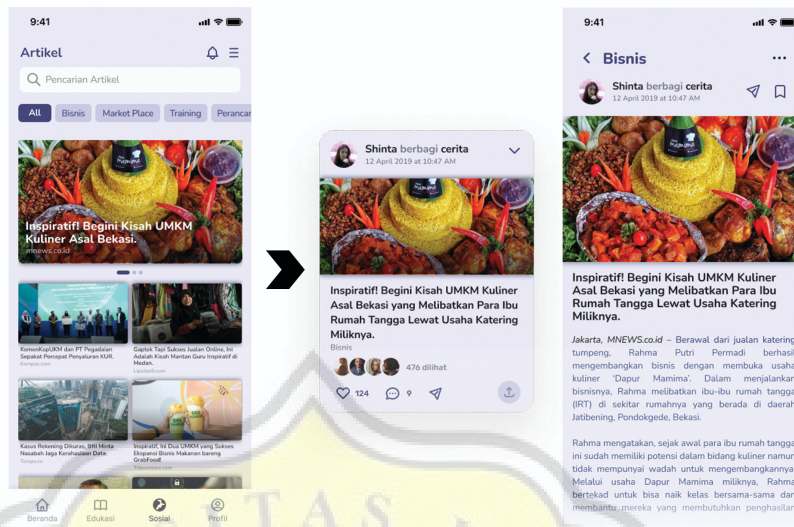 9:41
Artikel
Pencarian Artikel
All Bisnis Market Place Training Perancan
mamima
Inspiratif! Begini Kisah UMKM
Kuliner Asal Bekasi.
mnews.co.id
KemenKopUKM dan PT Pegadaian
Sepakat Percepat Penyaluran KUR.
Kompas.com
Gaptek Tapi Sukses Jualan Online, Ini
Adalah Kisah Mantan Guru Inspiratif di
Medan.
Liputan6.com
Kasus Rekening Dikuras, BRI Minta
Nasabah Jaga Kerahasiaan Data.
Tempo.co
Inspiratif, Ini Dua UMKM yang Sukses
Ekspansi Bisnis Makanan bareng
GrabFood!
Tribunnews.com
Beranda Edukasi Sosial Profil
Shinta berbagi cerita
12 April 2019 at 10:47 AM
mamima
Inspiratif! Begini Kisah UMKM Kuliner
Asal Bekasi yang Melibatkan Para Ibu
Rumah Tangga Lewat Usaha Katering
Miliknya.
Bisnis
476 dilihat
124 9
9:41
Bisnis
Shinta berbagi cerita
12 April 2019 at 10:47 AM
mamima
Inspiratif! Begini Kisah UMKM Kuliner
Asal Bekasi yang Melibatkan Para Ibu
Rumah Tangga Lewat Usaha Katering
Miliknya.
Jakarta, MNEWS.co.id – Berawal dari jualan katering
tumpeng, Rahma Putri Permadi berhasil
mengembangkan bisnis dengan membuka usaha
kuliner ‘Dapur Mamima’. Dalam menjalankan
bisnisnya, Rahma melibatkan ibu-ibu rumah tangga
(IRT) di sekitar rumahnya yang berada di daerah
Jatibening, Pondokgede, Bekasi.
Rahma mengatakan, sejak awal para ibu rumah tangga
ini sudah memiliki potensi dalam bidang kuliner namun
tidak mempunyai wadah untuk mengembangkannya.
Melalui usaha Dapur Mamima miliknya, Rahma
bertekad untuk bisa naik kelas bersama-sama dan
membantu mereka yang membutuhkan penghasilan
ITAS